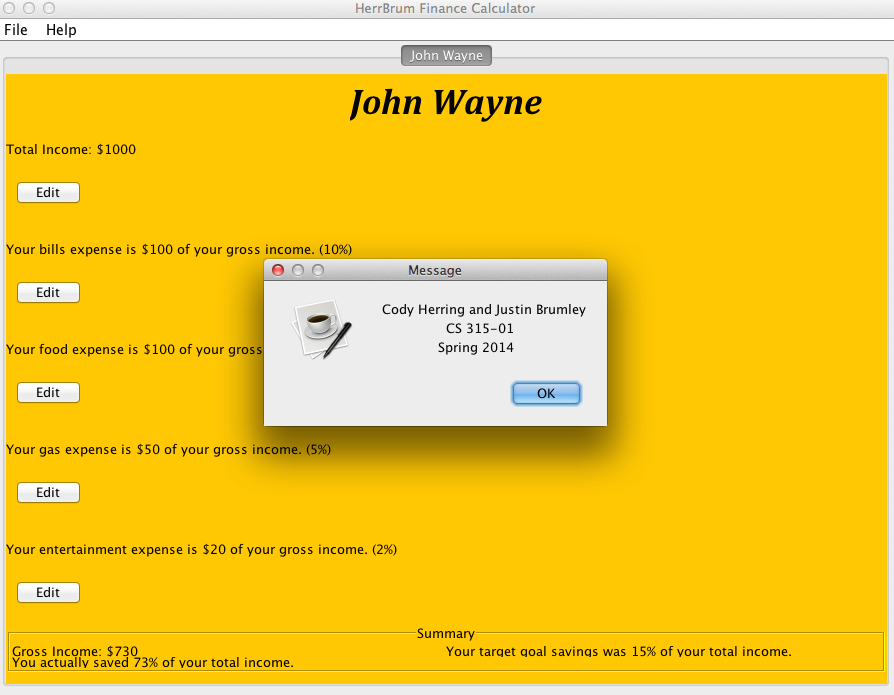 HerrBrum Finance Calculator
File Help
John Wayne
John Wayne
Total Income: $1000
Edit
Your bills expense is $100 of your gross income. (10%)
Edit
Message
Cody Herring and Justin Brumley
CS 315-01
Spring 2014
OK
Your food expense is $100 of your gross
Edit
Your gas expense is $50 of your gross income. (5%)
Edit
Your entertainment expense is $20 of your gross income. (2%)
Edit
Summary
Gross Income: $730 Your target goal savings was 15% of your total income.
You actually saved 73% of your total income.